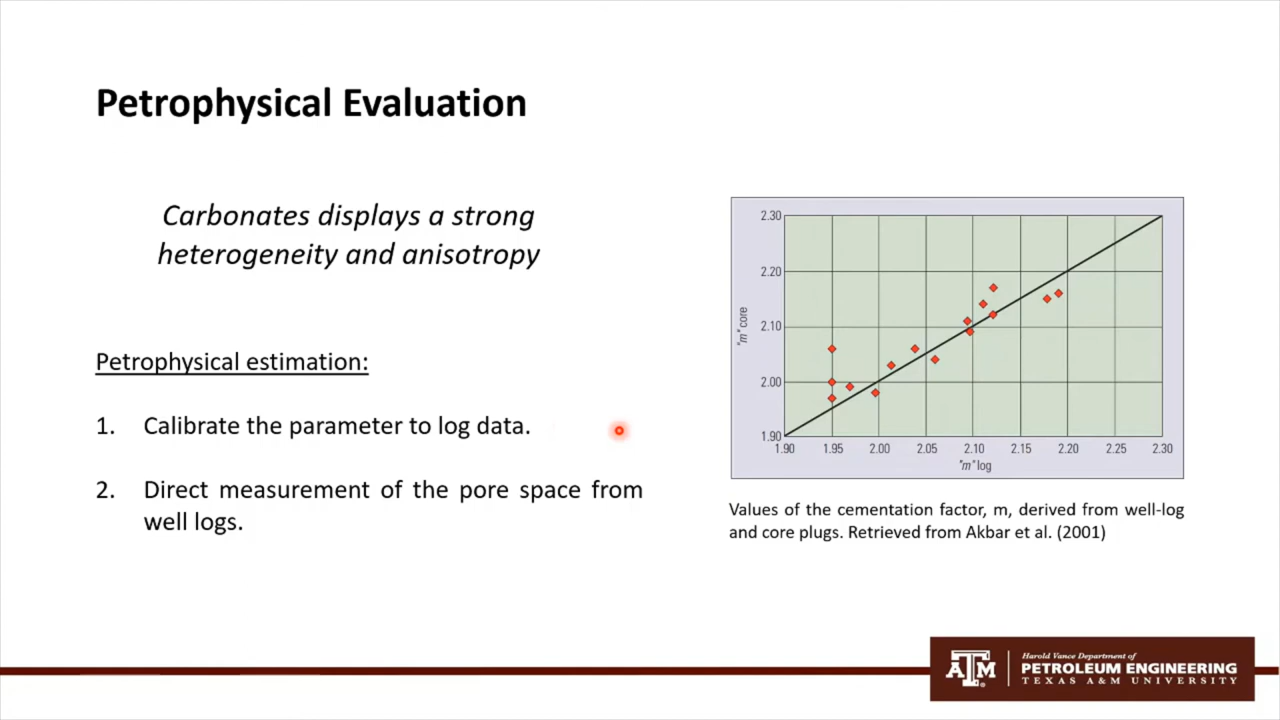 Petrophysical Evaluation
Carbonates displays a strong
heterogeneity and anisotropy
Petrophysical estimation:
1. Calibrate the parameter to log data.
2. Direct measurement of the pore space from
well logs.
2.30
2.20
2.10
2.00
1.90
"m" core
1.90 1.95 2.00 2.05 2.10 2.15 2.20 2.30
"m" log
Values of the cementation factor, m, derived from well-log
and core plugs. Retrieved from Akbar et al. (2001)
ATM
Harold Vance Department of
PETROLEUM ENGINEERING
TEXAS A&M UNIVERSITY